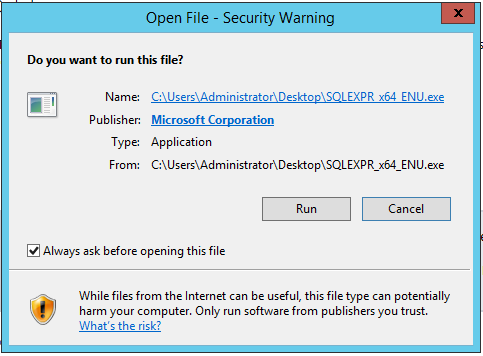 Open File - Security Warning
Do you want to run this file?
Name: C:\Users\Administrator\Desktop\SQLEXPR_x64_ENU.exe
Publisher: Microsoft Corporation
Type: Application
From: C:\Users\Administrator\Desktop\SQLEXPR_x64_ENU.exe
Run Cancel
Always ask before opening this file
While files from the Internet can be useful, this file type can potentially
harm your computer. Only run software from publishers you trust.
What's the risk?